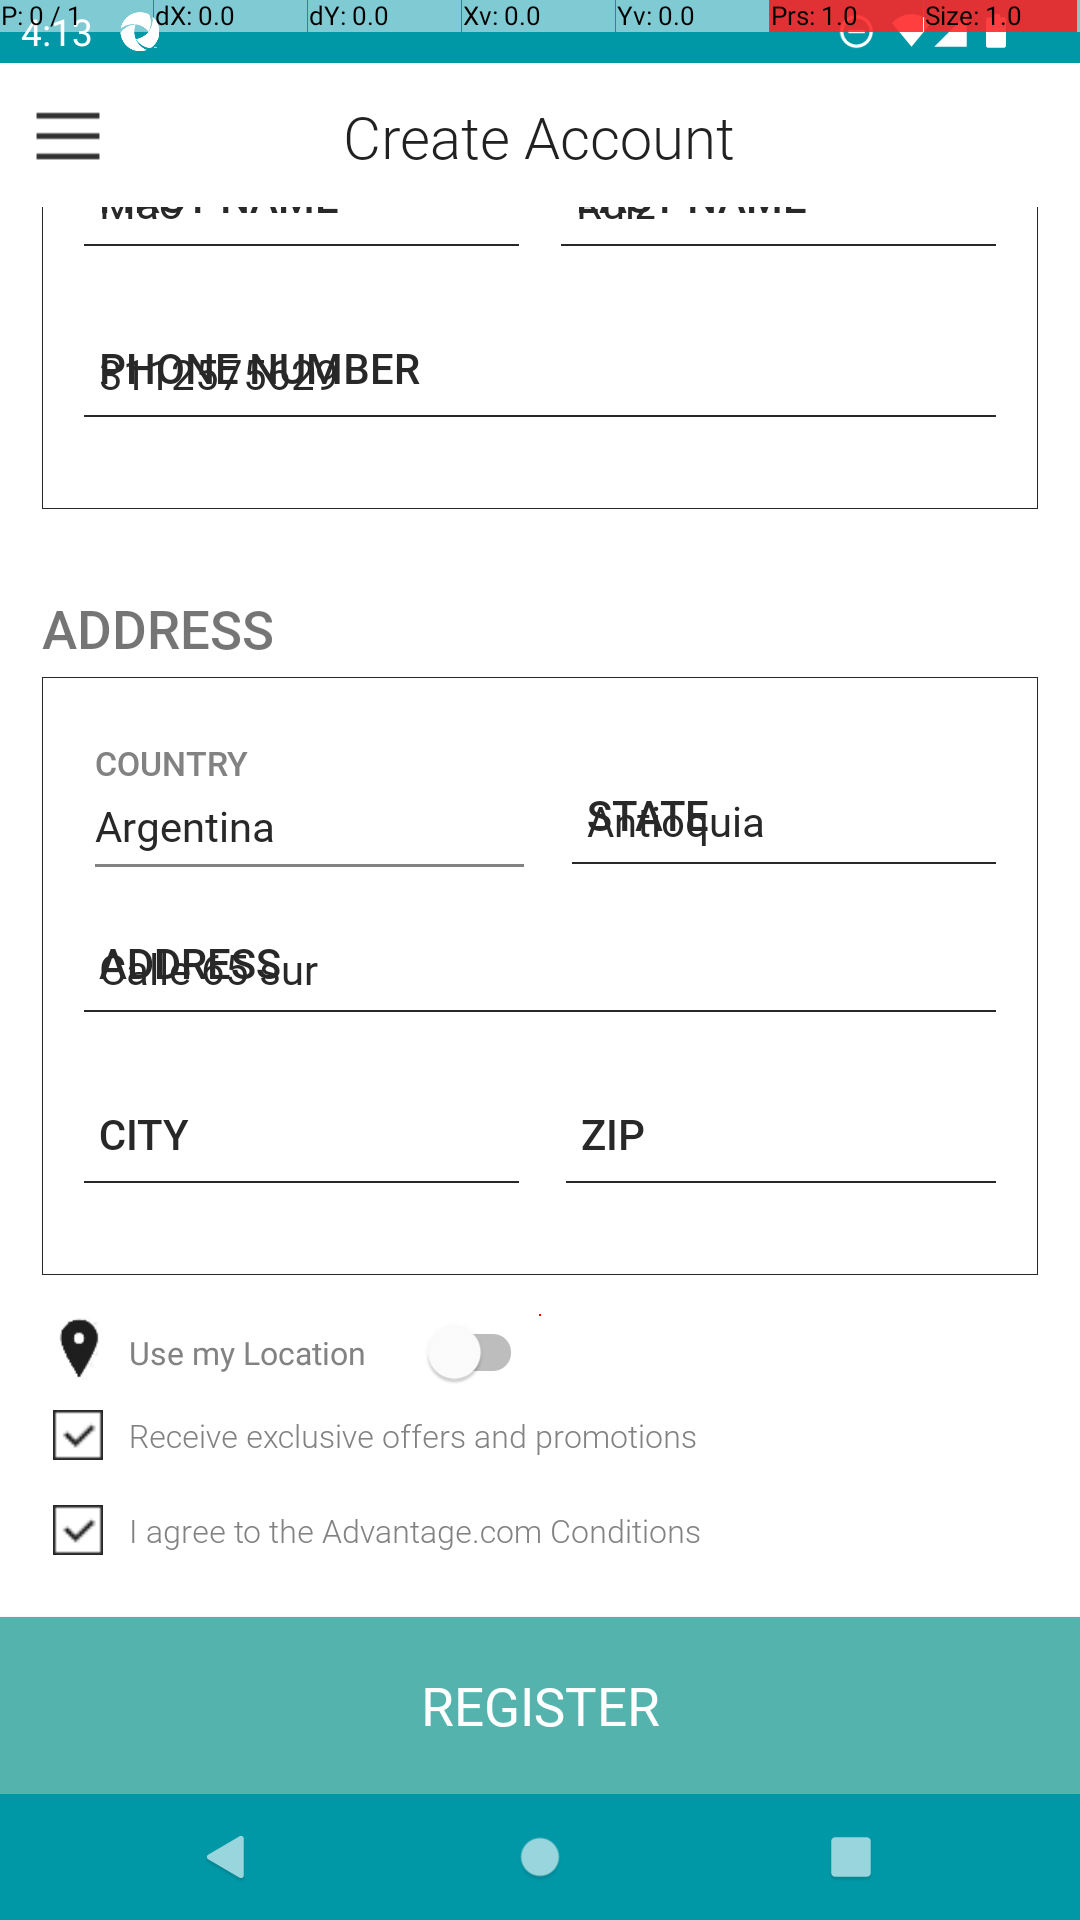 P: 0 / 1 dX: 0.0 dY: 0.0 Xv: 0.0 Yv: 0.0 Prs: 1.0 Size: 1.0
4:13
Create Account
NAME NAME
PHONE NUMBER
3112575629
ADDRESS
COUNTRY
Argentina
STATE
Antioquia
ADDRESS
Calle 65 sur
CITY ZIP
Use my Location
Receive exclusive offers and promotions
I agree to the Advantage.com Conditions
REGISTER